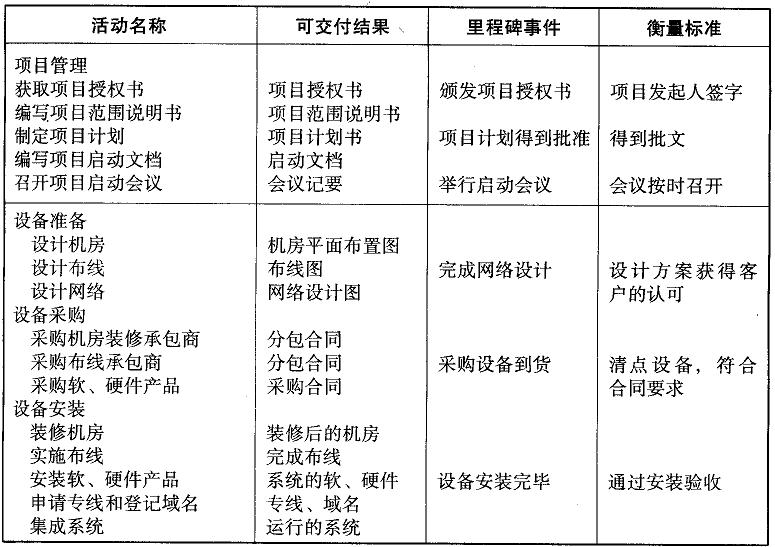 活动名称 可交付结果 里程碑事件 衡量标准
项目管理
获取项目授权书 项目授权书 颁发项目授权书 项目发起人签字
编写项目范围说明书 项目范围说明书
制定项目计划 项目计划书 项目计划得到批准 得到批文
编写项目启动文档 启动文档
召开项目启动会议 会议记要 举行启动会议 会议按时召开
设备准备
设计机房 机房平面布置图
设计布线 布线图 完成网络设计 设计方案获得客
设计网络 网络设计图 户的认可
设备采购
采购机房装修承包商 分包合同
采购布线承包商 分包合同 采购设备到货 清点设备，符合
采购软、硬件产品 采购合同 合同要求
设备安装
装修机房 装修后的机房
实施布线 完成布线
安装软、硬件产品 系统的软、硬件 设备安装完毕 通过安装验收
申请专线和登记域名 专线、域名
集成系统 运行的系统